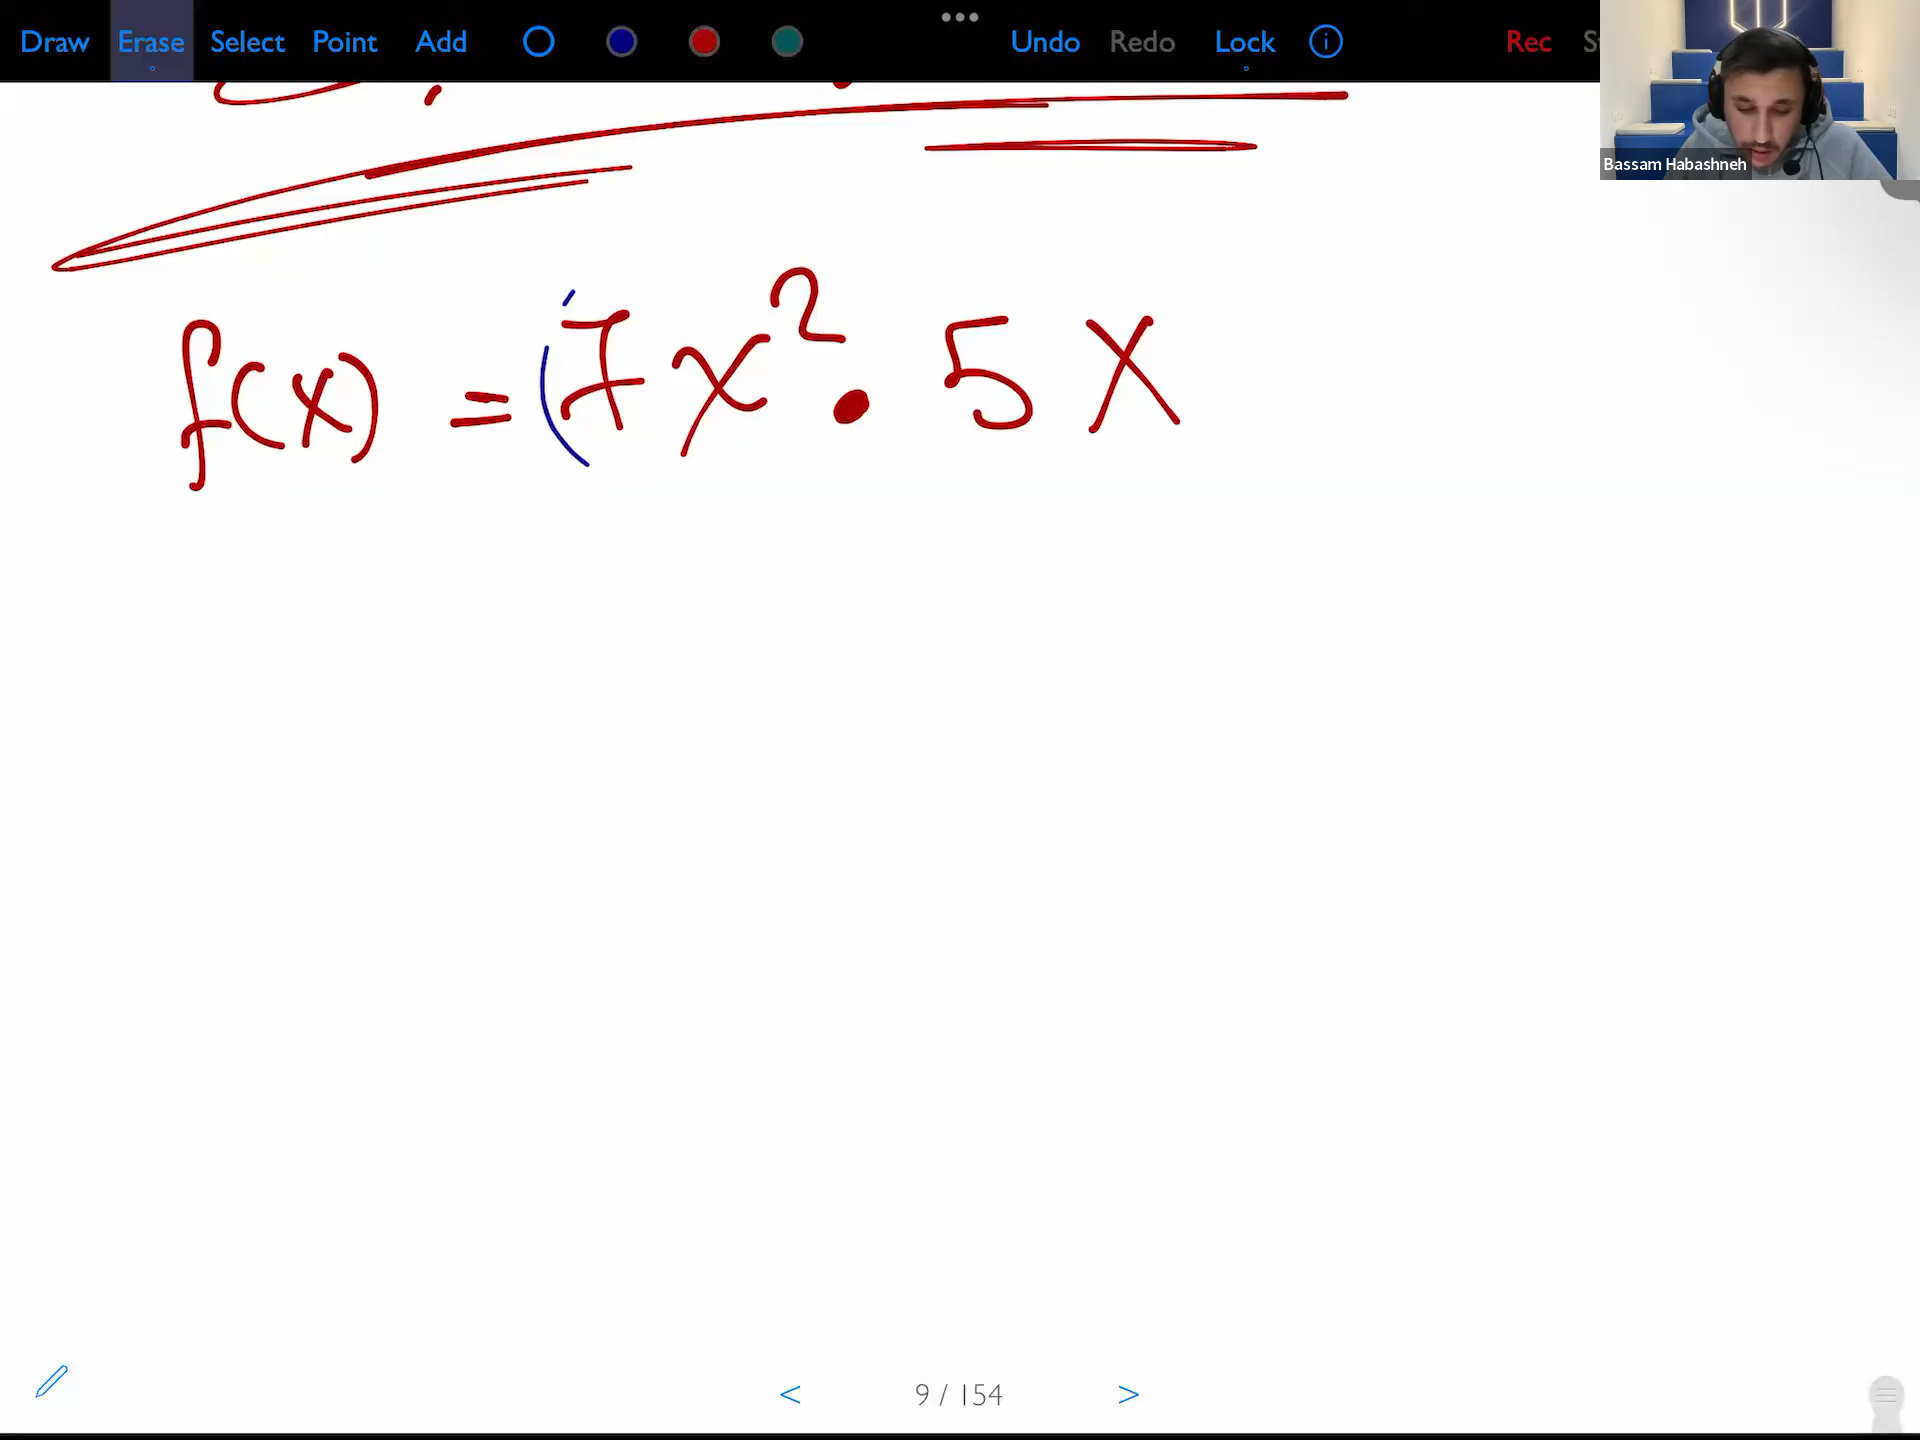 Draw Erase Select Point Add Undo Redo Lock Rec
Bassam Habashneh
f(x) = (7x² • 5x
< 9 / 154 >